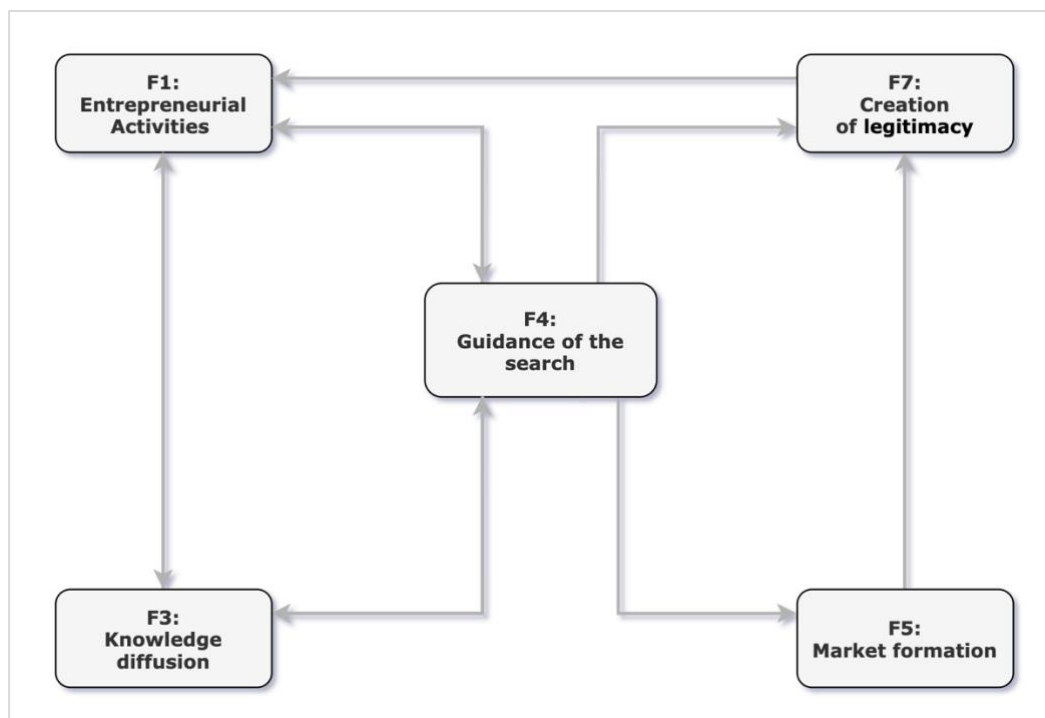 F1:
Entrepreneurial
Activities
F7:
Creation
of legitimacy
F4:
Guidance of the
search
F3:
Knowledge
diffusion
F5:
Market formation